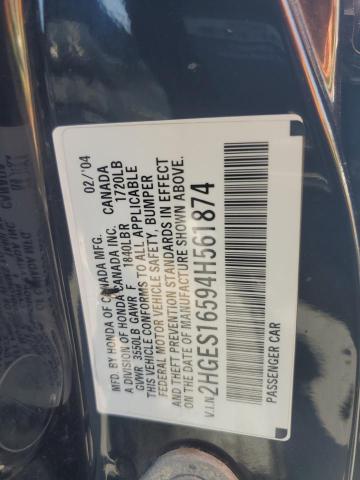 MFD. BY HONDA OF CANADA MFG. 02/'04
A DIVISION OF HONDA CANADA INC. CANADA
GVWR 3550LB GAWR F 1840LB R 1720LB
THIS VEHICLE CONFORMS TO ALL APPLICABLE
FEDERAL MOTOR VEHICLE SAFETY, BUMPER
AND THEFT PREVENTION STANDARDS IN EFFECT
ON THE DATE OF MANUFACTURE SHOWN ABOVE.
V.I.N. 2HGES16594H561874
PASSENGER CAR